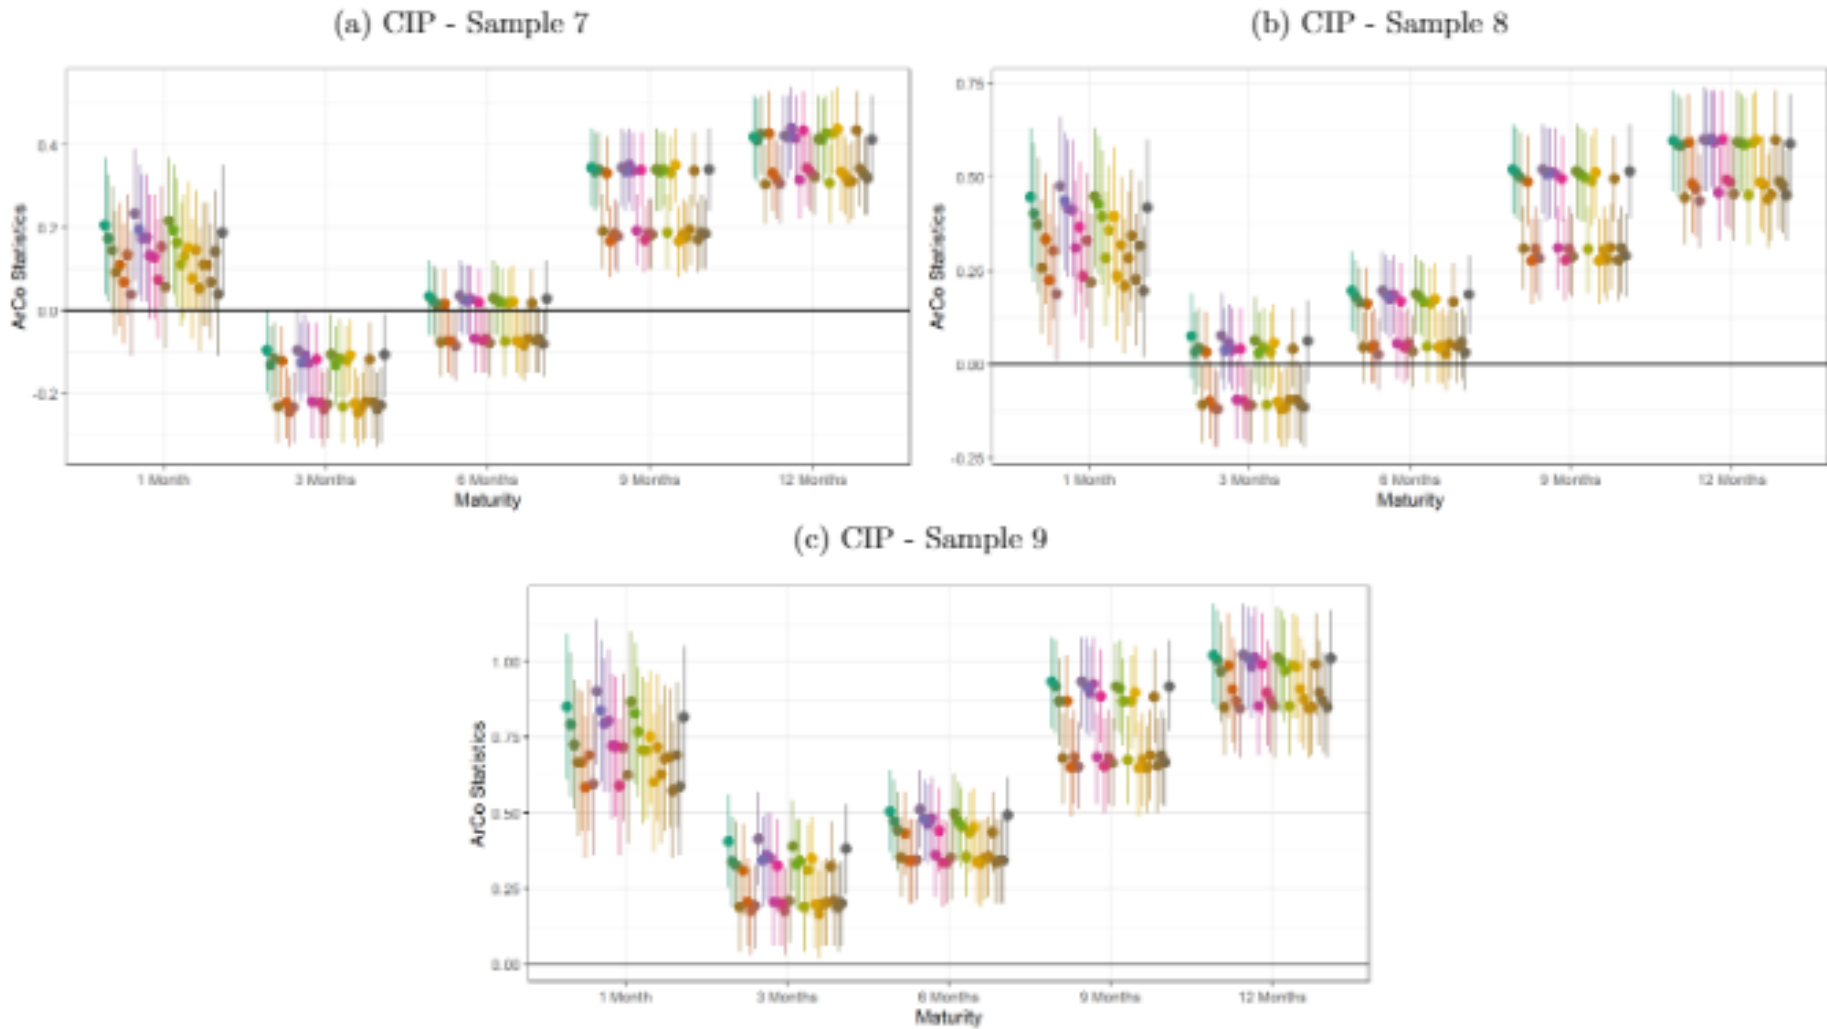 (a) CIP - Sample 7
ArCo Statistics
0.4
0.2
0.0
-0.2
1 Month 3 Months 6 Months 9 Months 12 Months
Maturity
(b) CIP - Sample 8
ArCo Statistics
0.75
0.50
0.25
0.00
-0.25
1 Month 3 Months 6 Months 9 Months 12 Months
Maturity
(c) CIP - Sample 9
ArCo Statistics
1.00
0.75
0.50
0.25
0.00
1 Month 3 Months 6 Months 9 Months 12 Months
Maturity